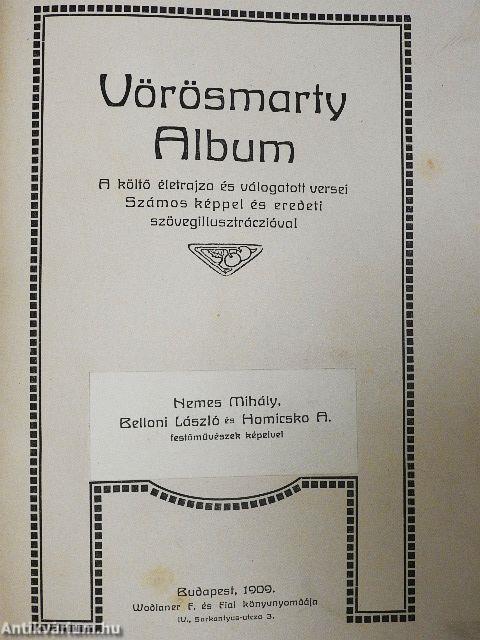 Vörösmarty
Album
A költő életrajza és válogatott versei
Számos képpel és eredeti
szövegillusztráczióval
Nemes Mihály,
Belloni László és Homicsko A.
festőművészek képeivel
Budapest, 1909.
Wodianer F. és Fiai könyvnyomdája
IV., Sarkantyus-utcza 3.
Antikvarium.hu